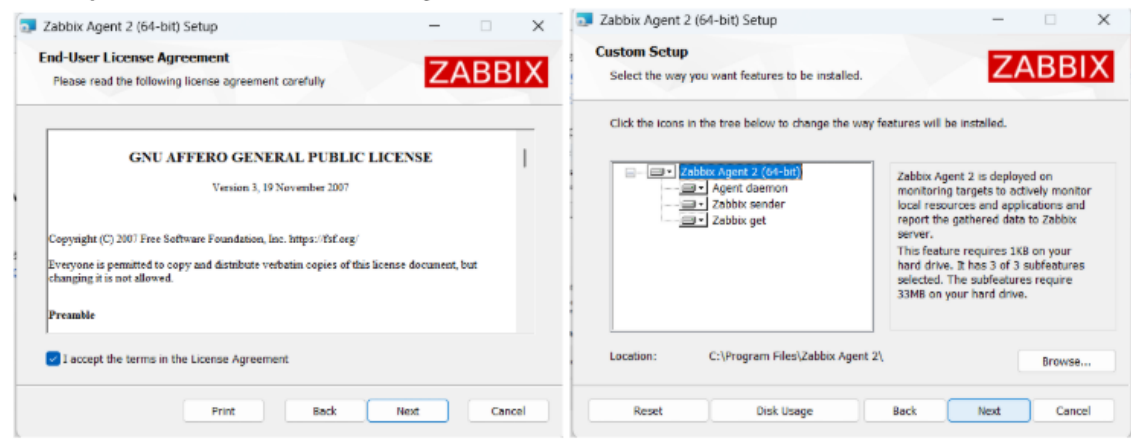 Zabbix Agent 2 (64-bit) Setup
End-User License Agreement
Please read the following license agreement carefully
ZABBIX
GNU AFFERO GENERAL PUBLIC LICENSE
Version 3, 19 November 2007
Copyright (C) 2007 Free Software Foundation, Inc. https://fsf.org/
Everyone is permitted to copy and distribute verbatim copies of this license document, but
changing it is not allowed.
Preamble
I accept the terms in the License Agreement
Print
Back
Next
Cancel
Zabbix Agent 2 (64-bit) Setup
Custom Setup
Select the way you want features to be installed.
ZABBIX
Click the icons in the tree below to change the way features will be installed.
Zabbix Agent 2 (64-bit)
Agent daemon
Zabbix sender
Zabbix get
Zabbix Agent 2 is deployed on
monitoring targets to actively monitor
local resources and applications and
report the gathered data to Zabbix
server.
This feature requires 1KB on your
hard drive. It has 3 of 3 subfeatures
selected. The subfeatures require
33MB on your hard drive.
Location:
C:\Program Files\Zabbix Agent 2\
Browse...
Reset
Disk Usage
Back
Next
Cancel